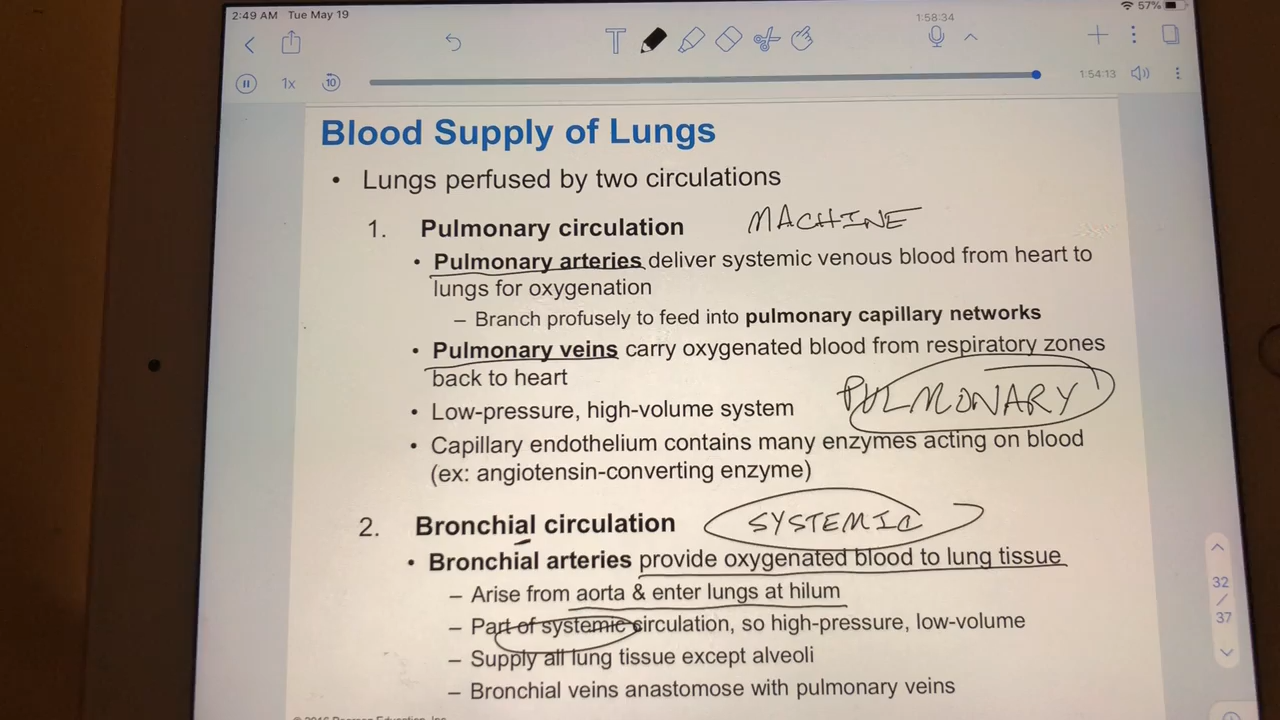 2:49 AM Tue May 19
57%
1:58:34
T
1x
10
1:54:13
Blood Supply of Lungs
• Lungs perfused by two circulations
1. Pulmonary circulation MACHINE
• Pulmonary arteries deliver systemic venous blood from heart to
lungs for oxygenation
– Branch profusely to feed into pulmonary capillary networks
• Pulmonary veins carry oxygenated blood from respiratory zones
back to heart
PULMONARY
• Low-pressure, high-volume system
• Capillary endothelium contains many enzymes acting on blood
(ex: angiotensin-converting enzyme)
2. Bronchial circulation SYSTEMIC
• Bronchial arteries provide oxygenated blood to lung tissue
– Arise from aorta & enter lungs at hilum
– Part of systemic circulation, so high-pressure, low-volume
– Supply all lung tissue except alveoli
– Bronchial veins anastomose with pulmonary veins
32
/
37
© 2016 Pearson Education, Inc.